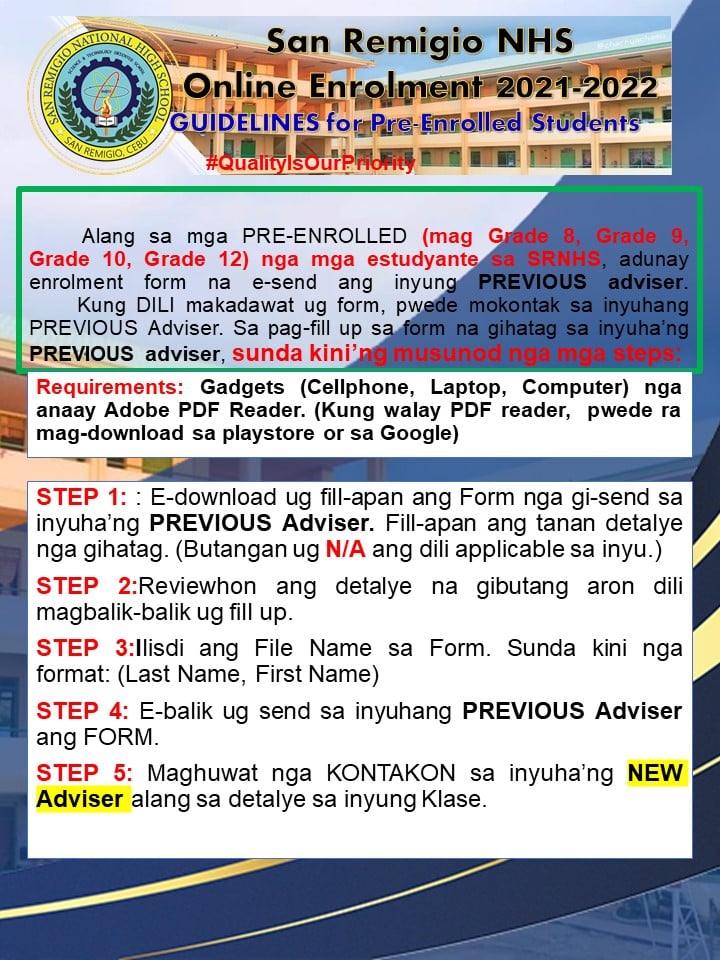 San Remigio NHS
Online Enrolment 2021-2022
GUIDELINES for Pre-Enrolled Students
#QualityIsOurPriority
SAN REMIGIO NATIONAL HIGH SCHOOL
SAN REMIGIO, CEBU
Alang sa mga PRE-ENROLLED (mag Grade 8, Grade 9,
Grade 10, Grade 12) nga mga estudyante sa SRNHS, adunay
enrolment form na e-send ang inyung PREVIOUS adviser.
Kung DILI makadawat ug form, pwede mokontak sa inyuhang
PREVIOUS Adviser. Sa pag-fill up sa form na gihatag sa inyuha’ng
PREVIOUS adviser, sunda kini’ng musunod nga mga steps:
Requirements: Gadgets (Cellphone, Laptop, Computer) nga
anaay Adobe PDF Reader. (Kung walay PDF reader, pwede ra
mag-download sa playstore or sa Google)
STEP 1: : E-download ug fill-apan ang Form nga gi-send sa
inyuha’ng PREVIOUS Adviser. Fill-apan ang tanan detalye
nga gihatag. (Butangan ug N/A ang dili applicable sa inyu.)
STEP 2:Reviewhon ang detalye na gibutang aron dili
magbalik-balik ug fill up.
STEP 3:Ilisdi ang File Name sa Form. Sunda kini nga
format: (Last Name, First Name)
STEP 4: E-balik ug send sa inyuhang PREVIOUS Adviser
ang FORM.
STEP 5: Maghuwat nga KONTAKON sa inyuha’ng NEW
Adviser alang sa detalye sa inyung Klase.